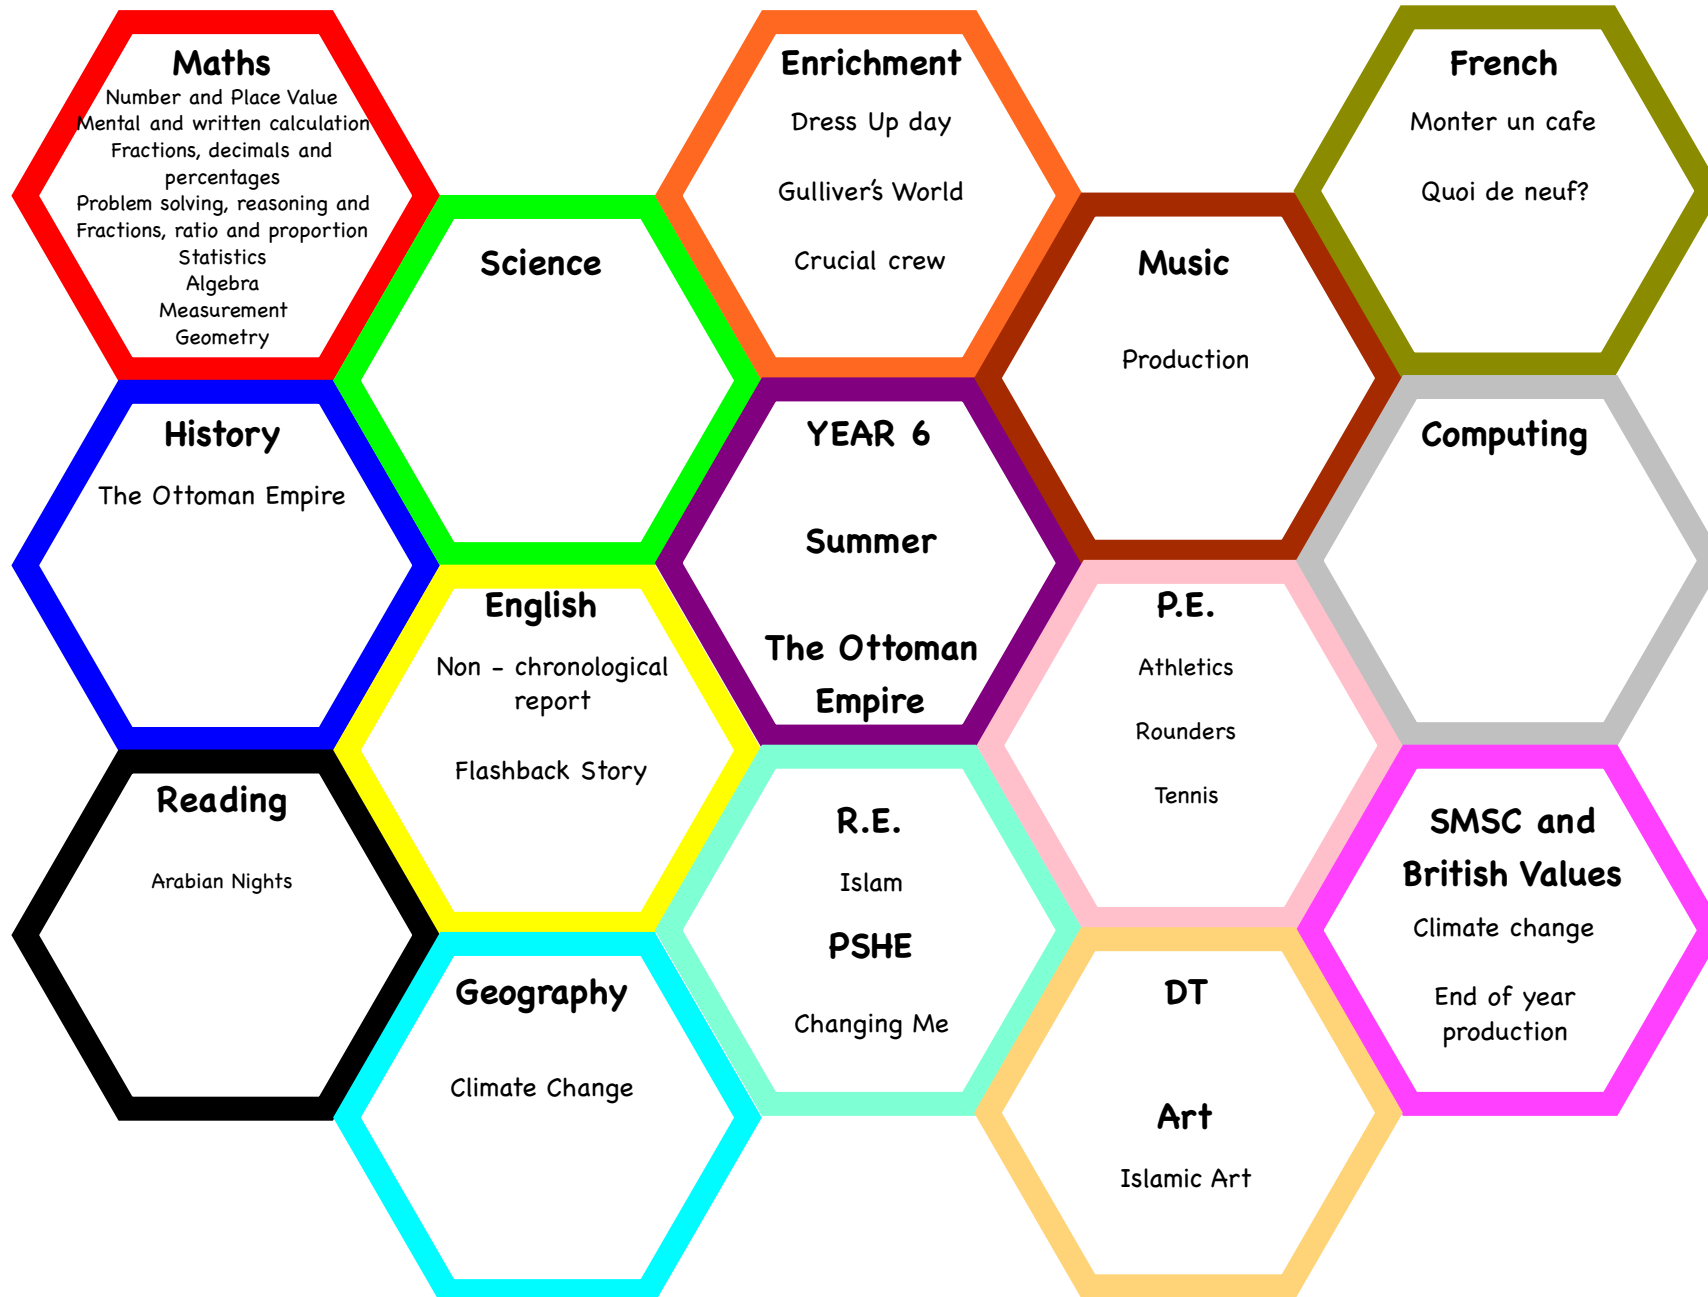 Maths
Number and Place Value
Mental and written calculation
Fractions, decimals and
percentages
Problem solving, reasoning and
Fractions, ratio and proportion
Statistics
Algebra
Measurement
Geometry
Enrichment
Dress Up day
Gulliver's World
Crucial crew
French
Monter un cafe
Quoi de neuf?
Science
Music
Production
History
The Ottoman Empire
YEAR 6
Summer
The Ottoman
Empire
Computing
English
Non - chronological
report
Flashback Story
P.E.
Athletics
Rounders
Tennis
Reading
Arabian Nights
R.E.
Islam
PSHE
Changing Me
SMSC and
British Values
Climate change
End of year
production
Geography
Climate Change
DT
Art
Islamic Art